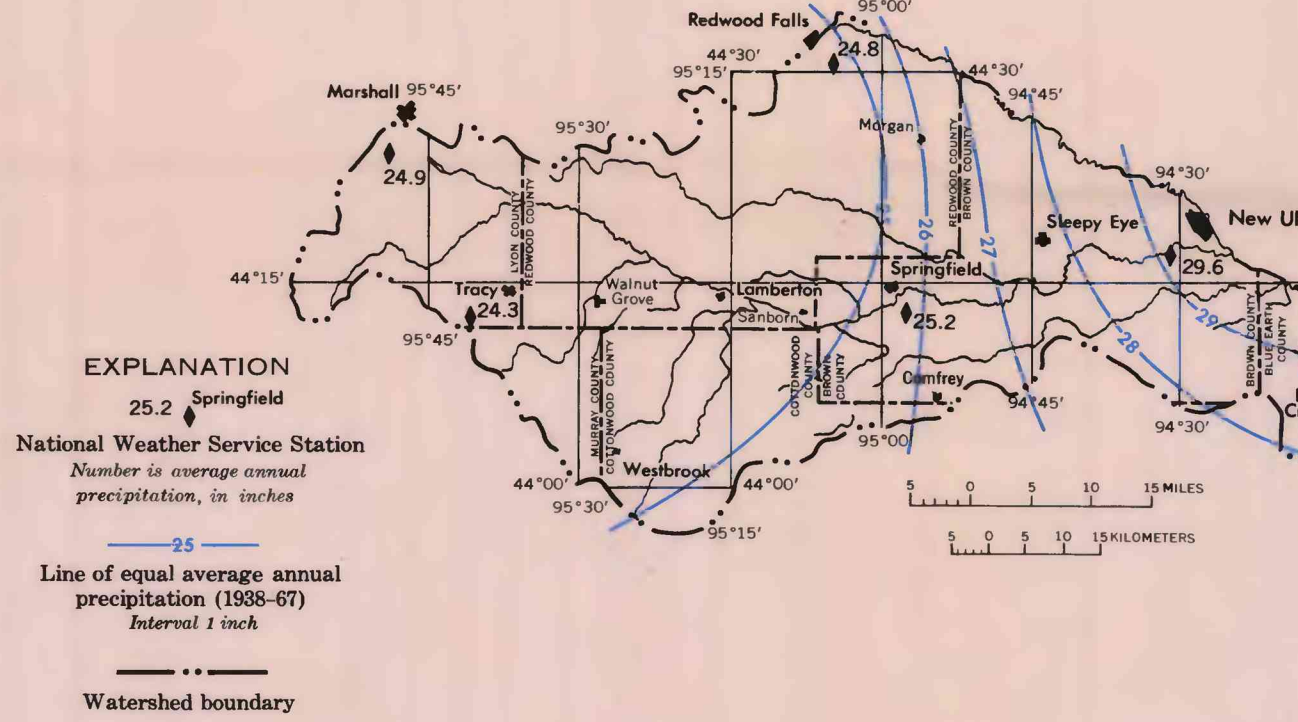 95°00'
Redwood Falls
24.8
44°30'
95°15'
44°30'
Marshall 95°45'
94°45'
95°30'
Morgan
24.9
94°30'
LYON COUNTY
REDWOOD COUNTY
REDWOOD COUNTY
BROWN COUNTY
26
27
Sleepy Eye
New Ul
29.6
44°15'
Tracy
24.3
Walnut
Grove
Lamberton
Sanborn
Springfield
25.2
28
29
BROWN COUNTY
BLUE EARTH
COUNTY
95°45'
MURRAY COUNTY
COTTONWOOD COUNTY
COTTONWOOD
COUNTY
BROWN
COUNTY
Comfrey
94°45'
94°30'
95°00'
Westbrook
44°00'
44°00'
95°30'
95°15'
5 0 5 10 15 MILES
5 0 5 10 15 KILOMETERS
EXPLANATION
25.2 Springfield
National Weather Service Station
Number is average annual
precipitation, in inches
25
Line of equal average annual
precipitation (1938–67)
Interval 1 inch
Watershed boundary